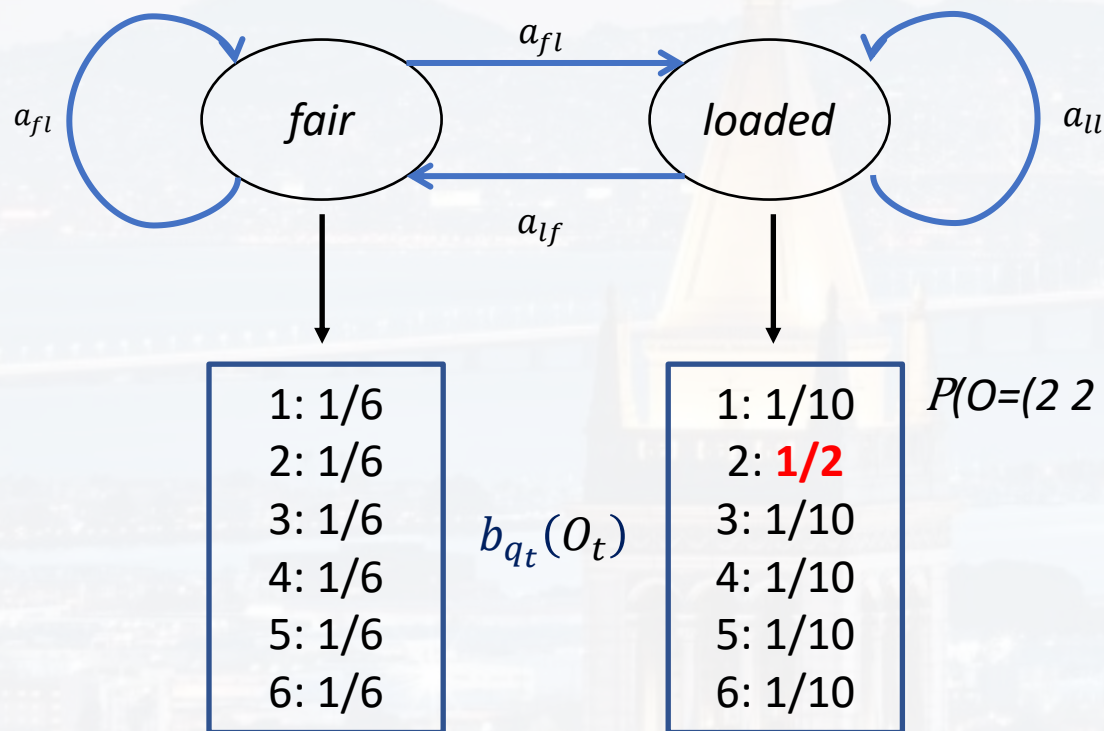 a_{fl}
a_{fl}
fair
loaded
a_{ll}
a_{lf}
1: 1/6
2: 1/6
3: 1/6
4: 1/6
5: 1/6
6: 1/6
b_{q_t}(O_t)
1: 1/10
2: 1/2
3: 1/10
4: 1/10
5: 1/10
6: 1/10
P(O=(2 2